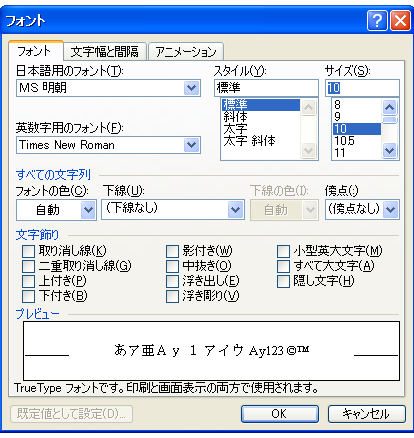 フォント
フォント 文字幅と間隔 アニメーション
日本語用のフォント(T): スタイル(Y): サイズ(S):
MS 明朝 標準 10
標準 8
斜体 9
太字 10
太字 斜体 10.5
11
英数字用のフォント(F):
Times New Roman
すべての文字列
フォントの色(C): 下線(U): 下線の色(I): 傍点(:)
自動 (下線なし) 自動 (傍点なし)
文字飾り
取り消し線(K) 影付き(W) 小型英大文字(M)
二重取り消し線(G) 中抜き(O) すべて大文字(A)
上付き(P) 浮き出し(E) 隠し文字(H)
下付き(B) 浮き彫り(V)
プレビュー
あア亜Ａｙ １ アイウ Ay123©™
TrueType フォントです。印刷と画面表示の両方で使用されます。
既定値として設定(D)... OK キャンセル